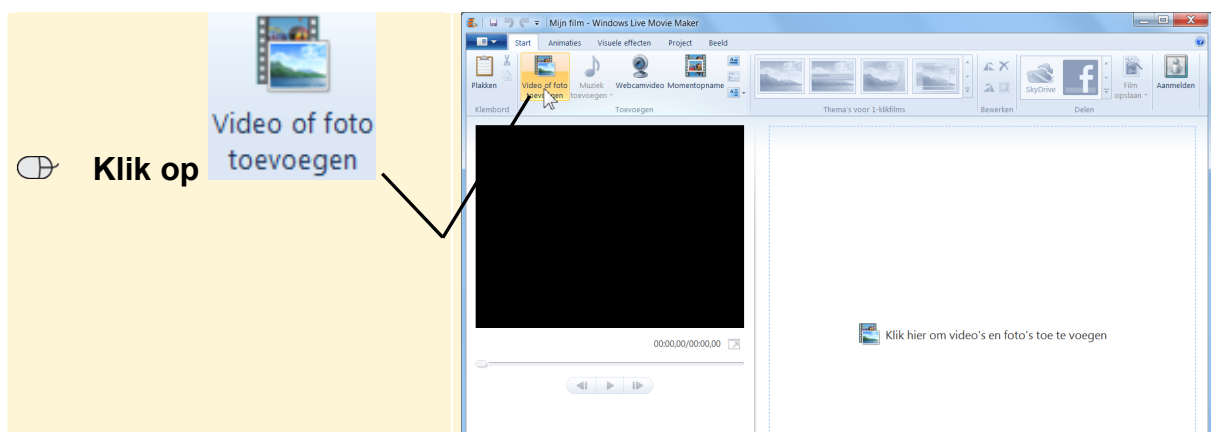 Video of foto
toevoegen
Klik op
Mijn film - Windows Live Movie Maker
Start Animaties Visuele effecten Project Beeld
Plakken
Video of foto
toevoegen
Muziek
toevoegen
Webcamvideo
Momentopname
SkyDrive
Film
opslaan
Aanmelden
Klembord Toevoegen Thema's voor 1-klikfilms Bewerken Delen
Klik hier om video's en foto's toe te voegen
00:00,00/00:00,00